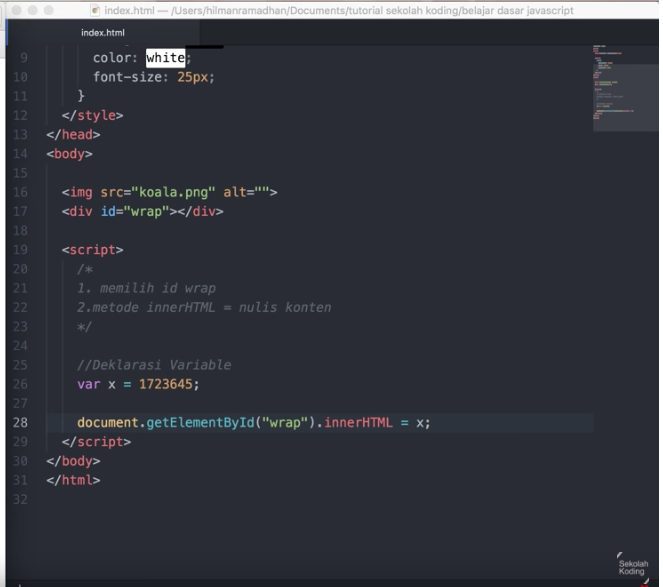 index.html — /Users/hilmanramadhan/Documents/tutorial sekolah koding/belajar dasar javascript
index.html
9 color: white;
10 font-size: 25px;
11 }
12 </style>
13 </head>
14 <body>
15
16 <img src="koala.png" alt="">
17 <div id="wrap"></div>
18
19 <script>
20 /*
21 1. memilih id wrap
22 2.metode innerHTML = nulis konten
23 */
24
25 //Deklarasi Variable
26 var x = 1723645;
27
28 document.getElementById("wrap").innerHTML = x;
29 </script>
30 </body>
31 </html>
32
Sekolah
Koding